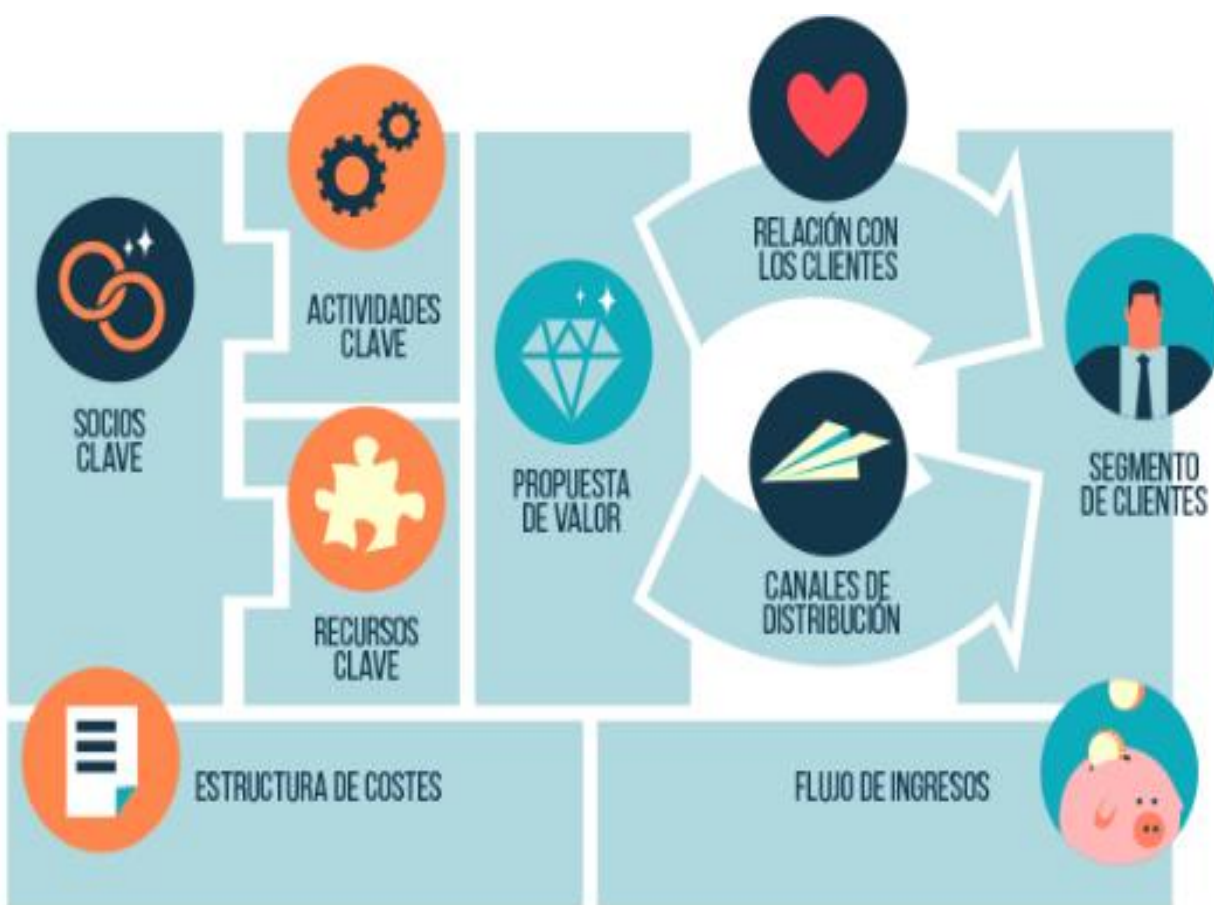 SOCIOS
CLAVE
ACTIVIDADES
CLAVE
RECURSOS
CLAVE
PROPUESTA
DE VALOR
RELACIÓN CON
LOS CLIENTES
CANALES DE
DISTRIBUCIÓN
SEGMENTO
DE CLIENTES
ESTRUCTURA DE COSTES
FLUJO DE INGRESOS